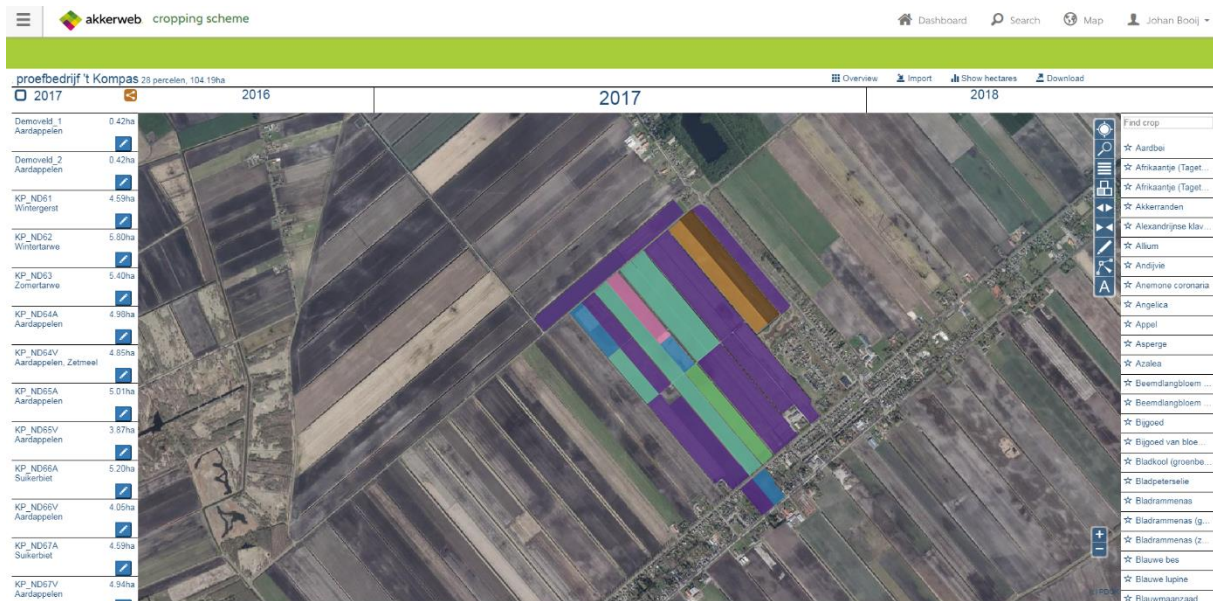 akkerweb cropping scheme
Dashboard Search Map Johan Booij
proefbedrijf 't Kompas 28 percelen, 104.19ha
Overview Import Show hectares Download
2017 2016 2017 2018
Demoveld_1 0.42ha
Aardappelen
Demoveld_2 0.42ha
Aardappelen
KP_ND61 4.59ha
Wintergerst
KP_ND62 5.80ha
Wintertarwe
KP_ND63 5.40ha
Zomertarwe
KP_ND64A 4.98ha
Aardappelen
KP_ND64V 4.85ha
Aardappelen, Zetmeel
KP_ND65A 5.01ha
Aardappelen
KP_ND65V 3.87ha
Aardappelen
KP_ND66A 5.20ha
Suikerbiet
KP_ND66V 4.05ha
Aardappelen
KP_ND67A 4.59ha
Suikerbiet
KP_ND67V 4.94ha
Aardappelen
A
+
−
Find crop
Aardbei
Afrikaantje (Taget...
Afrikaantje (Taget...
Akkerranden
Alexandrijnse klav...
Allium
Andijvie
Anemone coronaria
Angelica
Appel
Asperge
Azalea
Beemdlangbloem ...
Beemdlangbloem ...
Bijgoed
Bijgoed van bloe...
Bladkool (groenbe...
Bladpeterselie
Bladrammenas
Bladrammenas (g...
Bladrammenas (z...
Blauwe bes
Blauwe lupine
Blauwmaanzaad